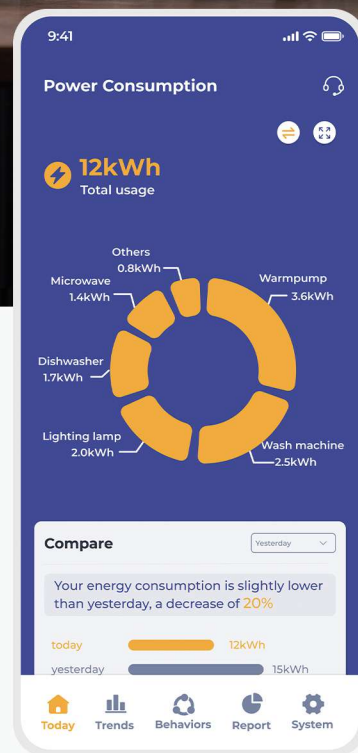 9:41
Power Consumption
12kWh
Total usage
Others
0.8kWh
Microwave
1.4kWh
Warmpump
3.6kWh
Dishwasher
1.7kWh
Lighting lamp
2.0kWh
Wash machine
2.5kWh
Compare
Yesterday
Your energy consumption is slightly lower
than yesterday, a decrease of 20%
today 12kWh
yesterday 15kWh
Today Trends Behaviors Report System